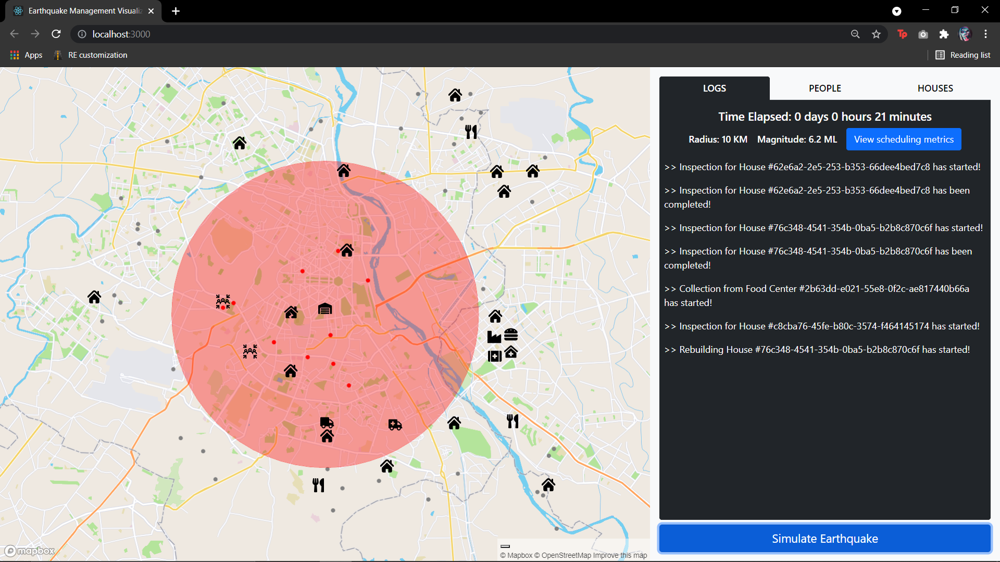 Earthquake Management Visualiz
localhost:3000
Tp
Apps
RE customization
Reading list
LOGS
PEOPLE
HOUSES
Time Elapsed: 0 days 0 hours 21 minutes
Radius: 10 KM
Magnitude: 6.2 ML
View scheduling metrics
>> Inspection for House #62e6a2-2e5-253-b353-66dee4bed7c8 has started!
>> Inspection for House #62e6a2-2e5-253-b353-66dee4bed7c8 has been
completed!
>> Inspection for House #76c348-4541-354b-0ba5-b2b8c870c6f has started!
>> Inspection for House #76c348-4541-354b-0ba5-b2b8c870c6f has been
completed!
>> Collection from Food Center #2b63dd-e021-55e8-0f2c-ae817440b66a
has started!
>> Inspection for House #c8cba76-45fe-b80c-3574-f464145174 has started!
>> Rebuilding House #76c348-4541-354b-0ba5-b2b8c870c6f has started!
Simulate Earthquake
mapbox
© Mapbox © OpenStreetMap Improve this map